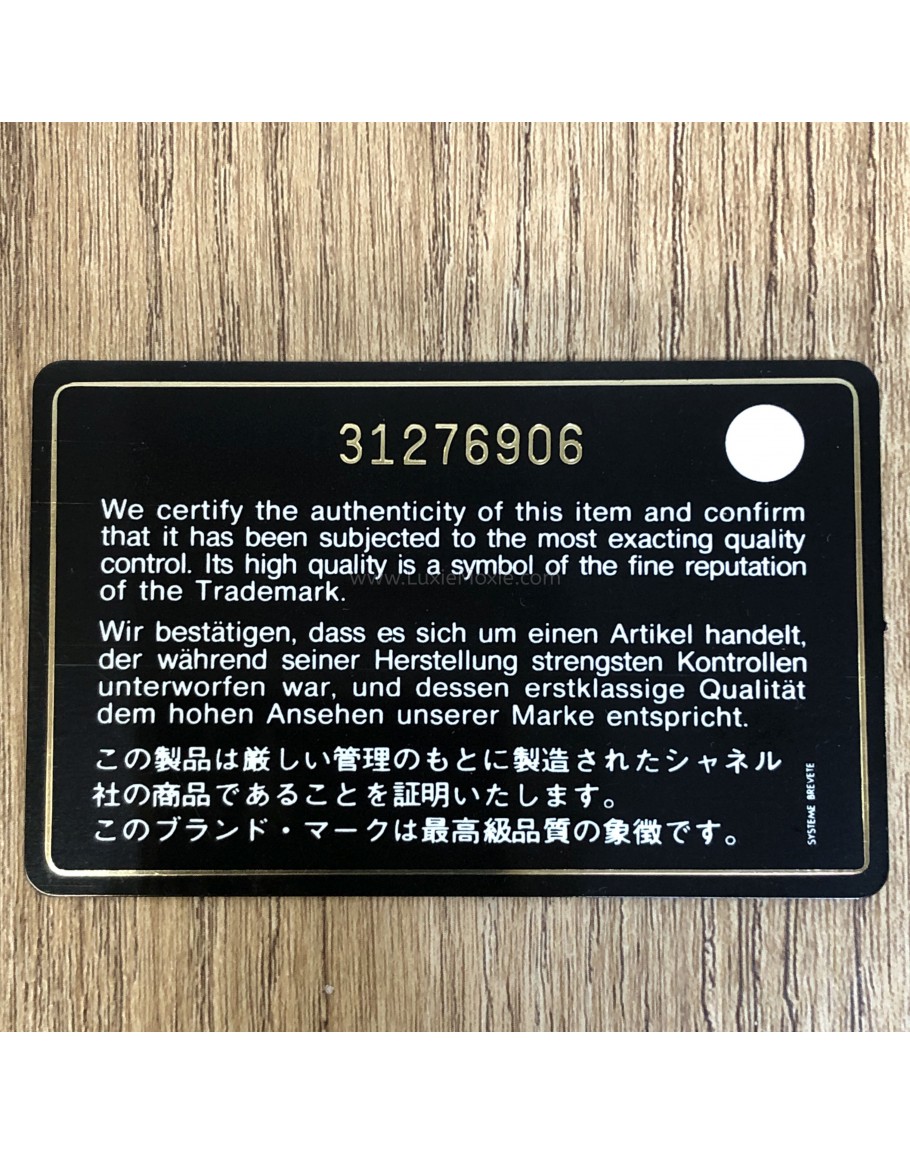 31276906
We certify the authenticity of this item and confirm
that it has been subjected to the most exacting quality
control. Its high quality is a symbol of the fine reputation
of the Trademark.
www.LuxieMoxie.com
Wir bestätigen, dass es sich um einen Artikel handelt,
der während seiner Herstellung strengsten Kontrollen
unterworfen war, und dessen erstklassige Qualität
dem hohen Ansehen unserer Marke entspricht.
この製品は厳しい管理のもとに製造されたシャネル
社の商品であることを証明いたします。
このブランド・マークは最高級品質の象徴です。
SYSTEME BREVETE